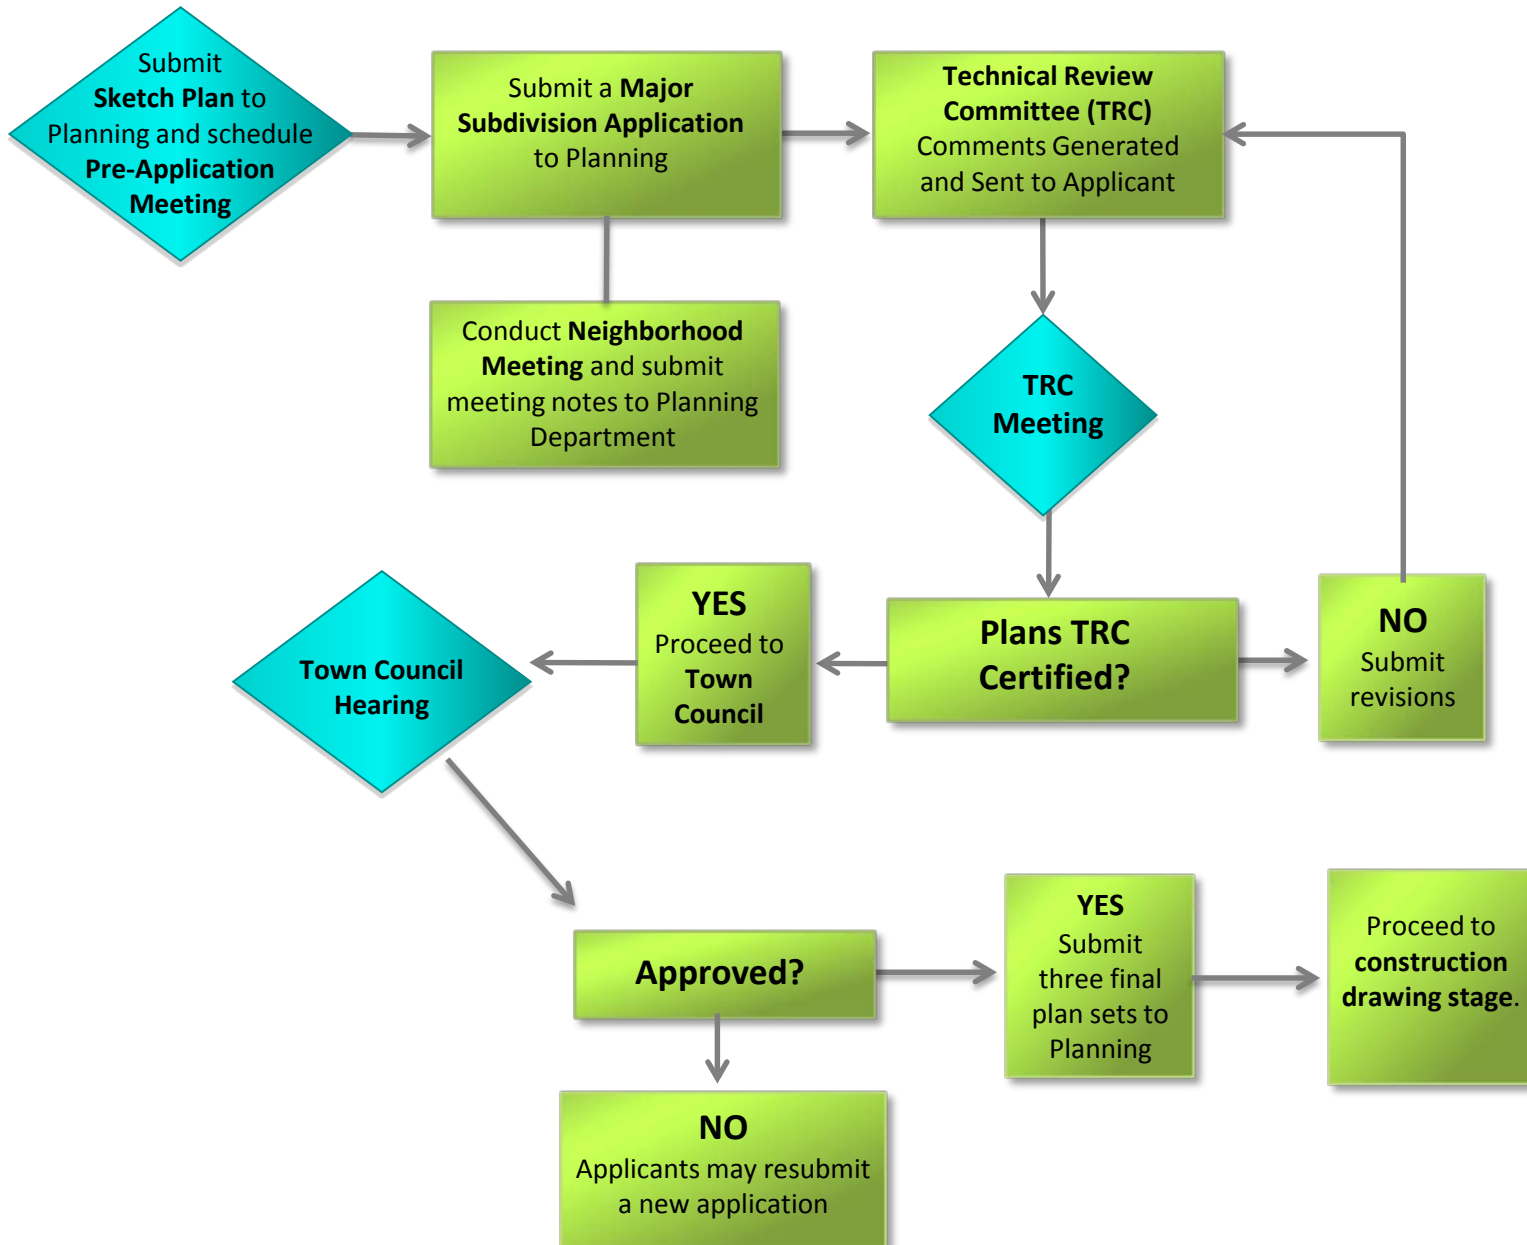 Submit
Sketch Plan to
Planning and schedule
Pre-Application
Meeting
Submit a Major
Subdivision Application
to Planning
Technical Review
Committee (TRC)
Comments Generated
and Sent to Applicant
Conduct Neighborhood
Meeting and submit
meeting notes to Planning
Department
TRC
Meeting
Plans TRC
Certified?
NO
Submit
revisions
YES
Proceed to
Town
Council
Town Council
Hearing
Approved?
YES
Submit
three final
plan sets to
Planning
Proceed to
construction
drawing stage.
NO
Applicants may resubmit
a new application